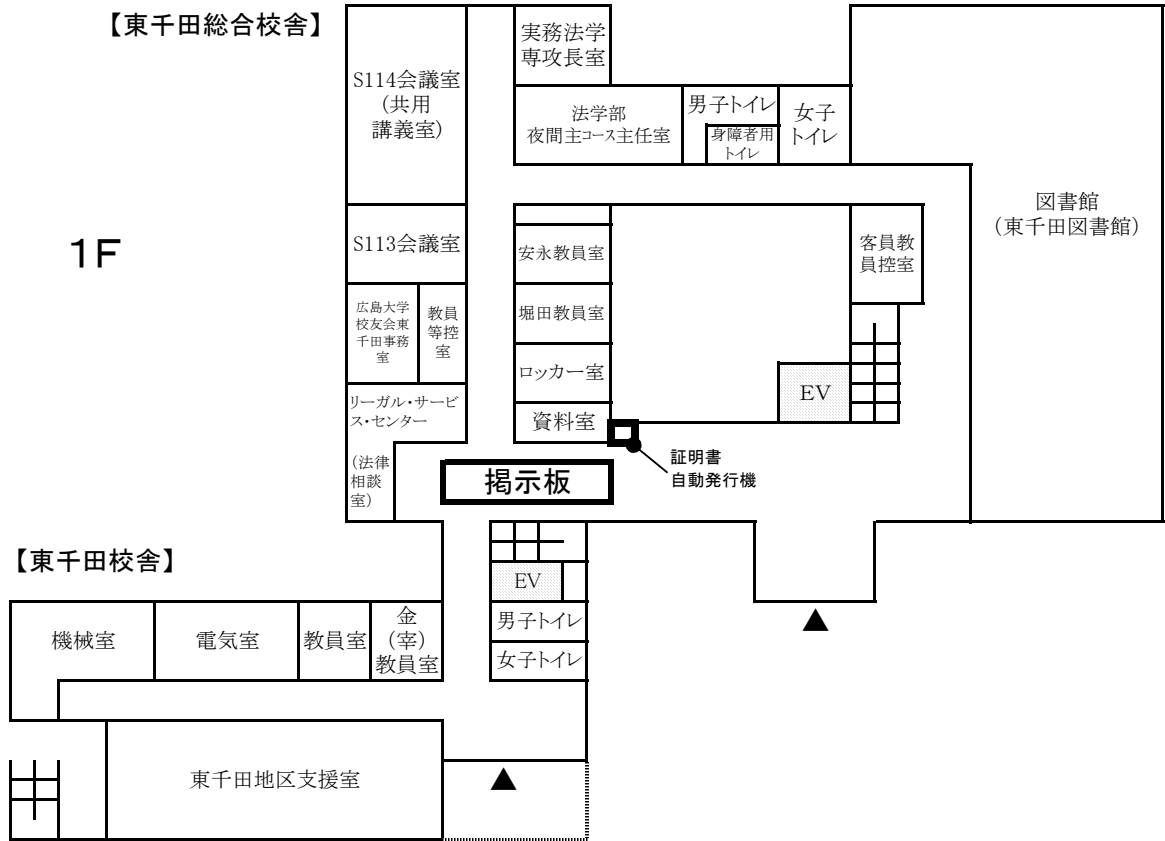 【東千田総合校舎】
実務法学
専攻長室
S114会議室
(共用
講義室)
法学部
夜間主コース主任室
男子トイレ
身障者用
トイレ
女子
トイレ
図書館
(東千田図書館)
1F
S113会議室
安永教員室
客員教
員控室
広島大学
校友会東
千田事務
室
教員
等控
室
堀田教員室
ロッカー室
EV
リーガル・サービ
ス・センター
資料室
(法律
相談
室)
掲示板
証明書
自動発行機
【東千田校舎】
EV
機械室
電気室
教員室
金
(宰)
教員室
男子トイレ
女子トイレ
東千田地区支援室